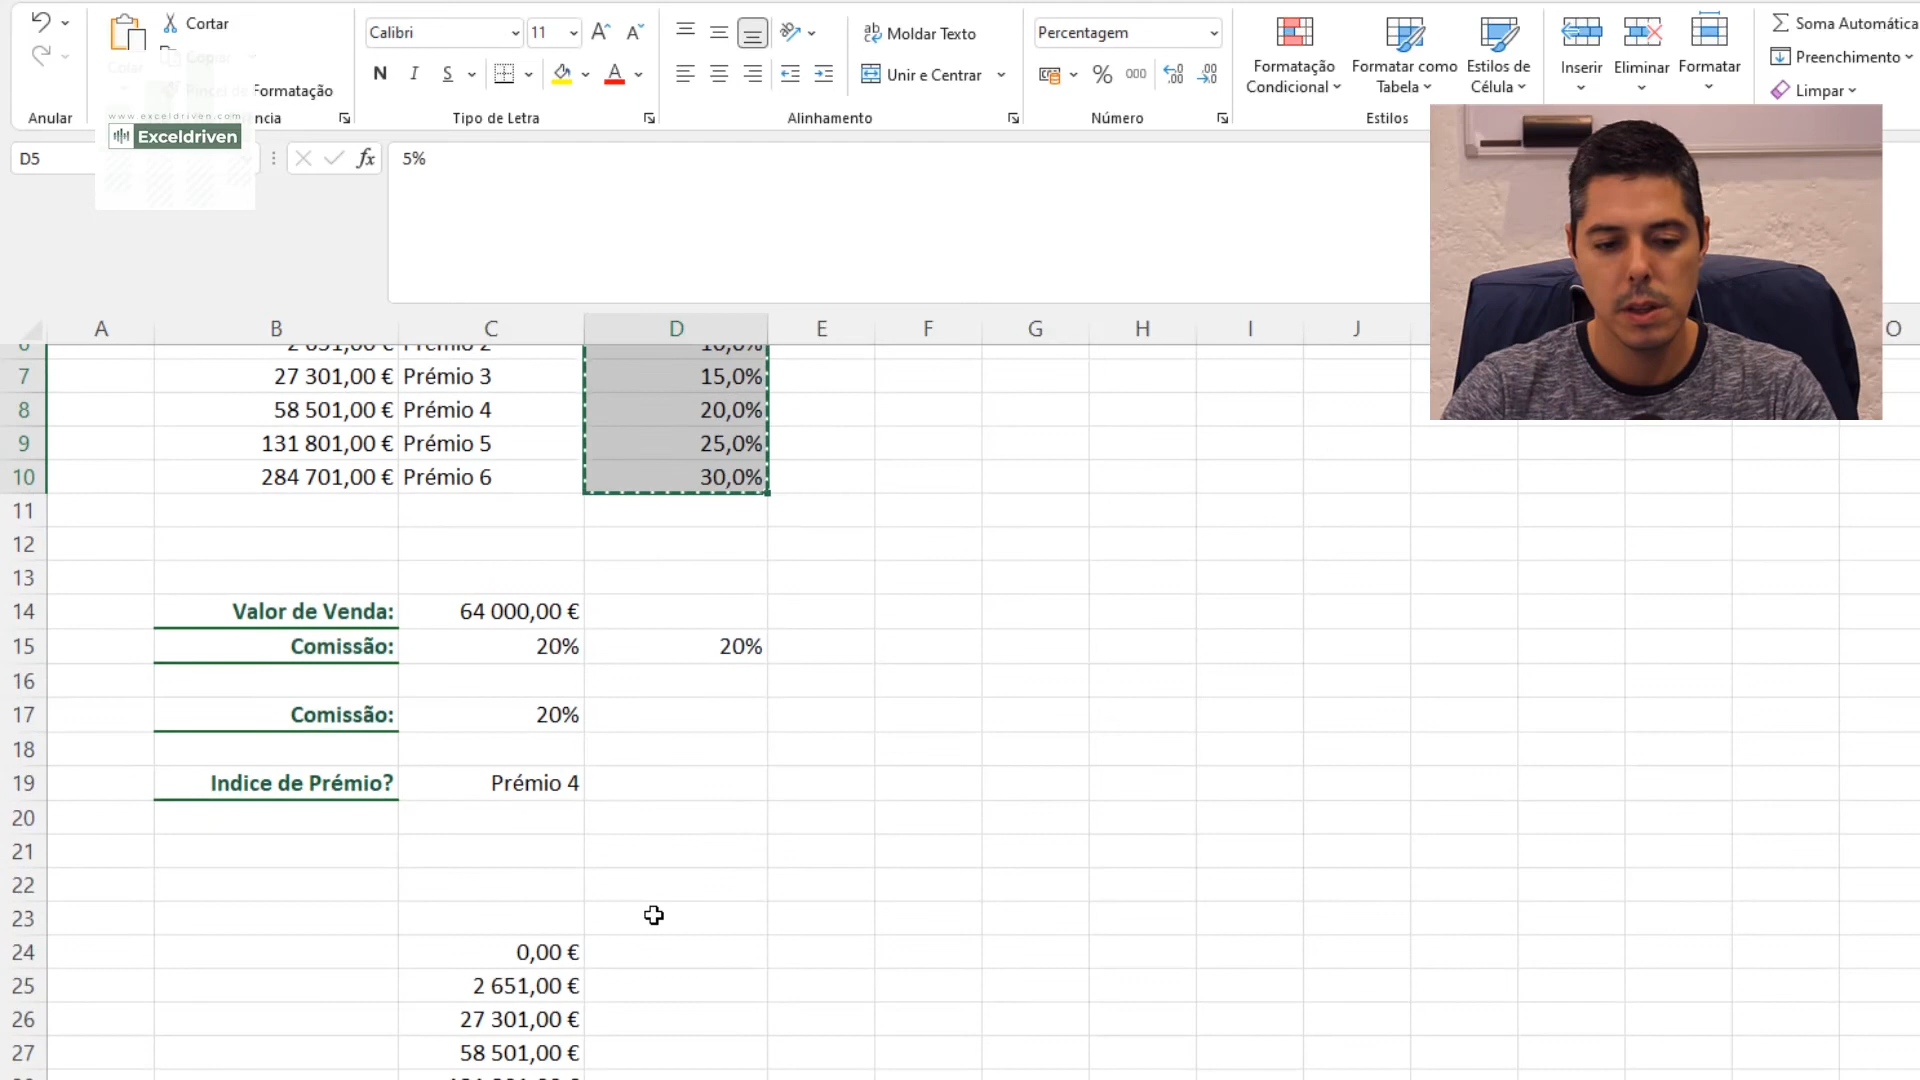 Cortar
Copiar
Colar
Pincel de Formatação
Anular
ência
www.exceldriven.com
Exceldriven
Calibri
11
N I S
A
Tipo de Letra
ab Moldar Texto
Unir e Centrar
Alinhamento
Percentagem
% 000
Número
Formatação Condicional
Formatar como Tabela
Estilos de Célula
Estilos
Inserir
Eliminar
Formatar
Soma Automática
Preenchimento
Limpar
D5
fx
5%
A B C D E F G H I J O
6 2 651,00 € Prémio 2 10,0%
7 27 301,00 € Prémio 3 15,0%
8 58 501,00 € Prémio 4 20,0%
9 131 801,00 € Prémio 5 25,0%
10 284 701,00 € Prémio 6 30,0%
11
12
13
14 Valor de Venda: 64 000,00 €
15 Comissão: 20% 20%
16
17 Comissão: 20%
18
19 Indice de Prémio? Prémio 4
20
21
22
23
24 0,00 €
25 2 651,00 €
26 27 301,00 €
27 58 501,00 €